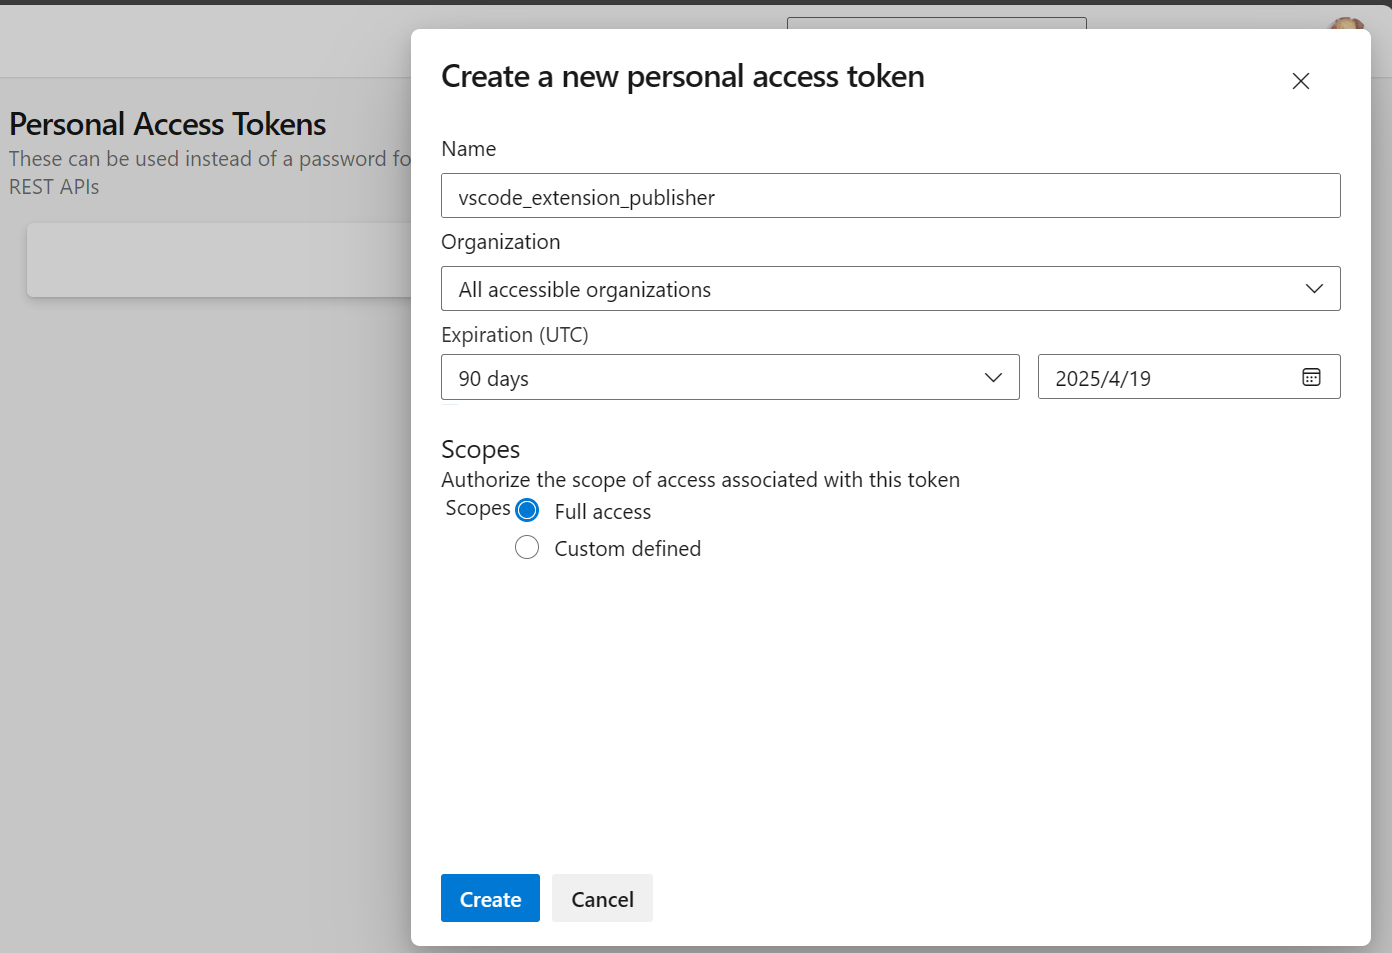 Create a new personal access token
Personal Access Tokens
These can be used instead of a password fo
REST APIs
Name
vscode_extension_publisher
Organization
All accessible organizations
Expiration (UTC)
90 days
2025/4/19
Scopes
Authorize the scope of access associated with this token
Scopes
Full access
Custom defined
Create
Cancel